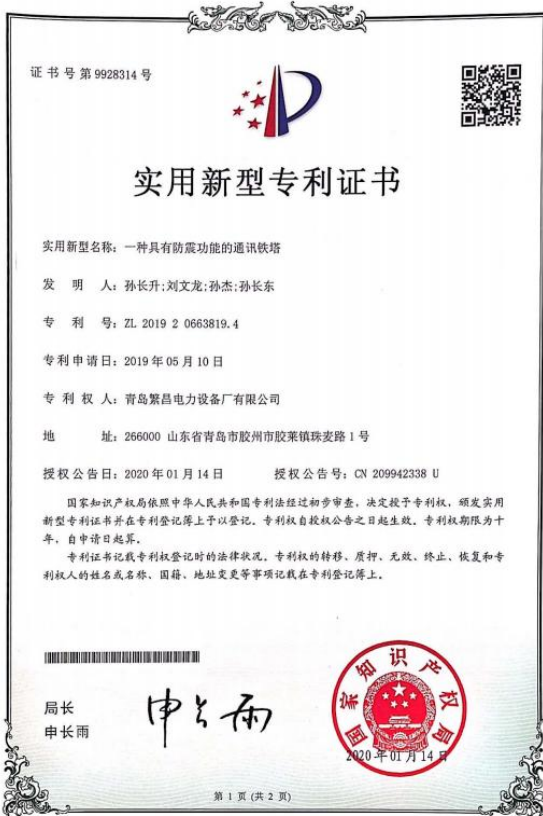 证书号第9928314号
实用新型专利证书
实用新型名称：一种具有防震功能的通讯铁塔
发 明 人：孙长升;刘文龙;孙杰;孙长东
专 利 号：ZL 2019 2 0663819.4
专利申请日：2019年05月10日
专 利 权 人：青岛繁昌电力设备厂有限公司
地 址：266000 山东省青岛市胶州市胶莱镇珠麦路1号
授权公告日：2020年01月14日 授权公告号：CN 209942338 U
国家知识产权局依照中华人民共和国专利法经过初步审查，决定授予专利权，颁发实用
新型专利证书并在专利登记簿上予以登记。专利权自授权公告之日起生效。专利权期限为十
年，自申请日起算。
专利证书记载专利权登记时的法律状况。专利权的转移、质押、无效、终止、恢复和专
利权人的姓名或名称、国籍、地址变更等事项记载在专利登记簿上。
局长
申长雨
申长雨
国家知识产权局
2020年01月14日
第 1 页 (共 2 页)